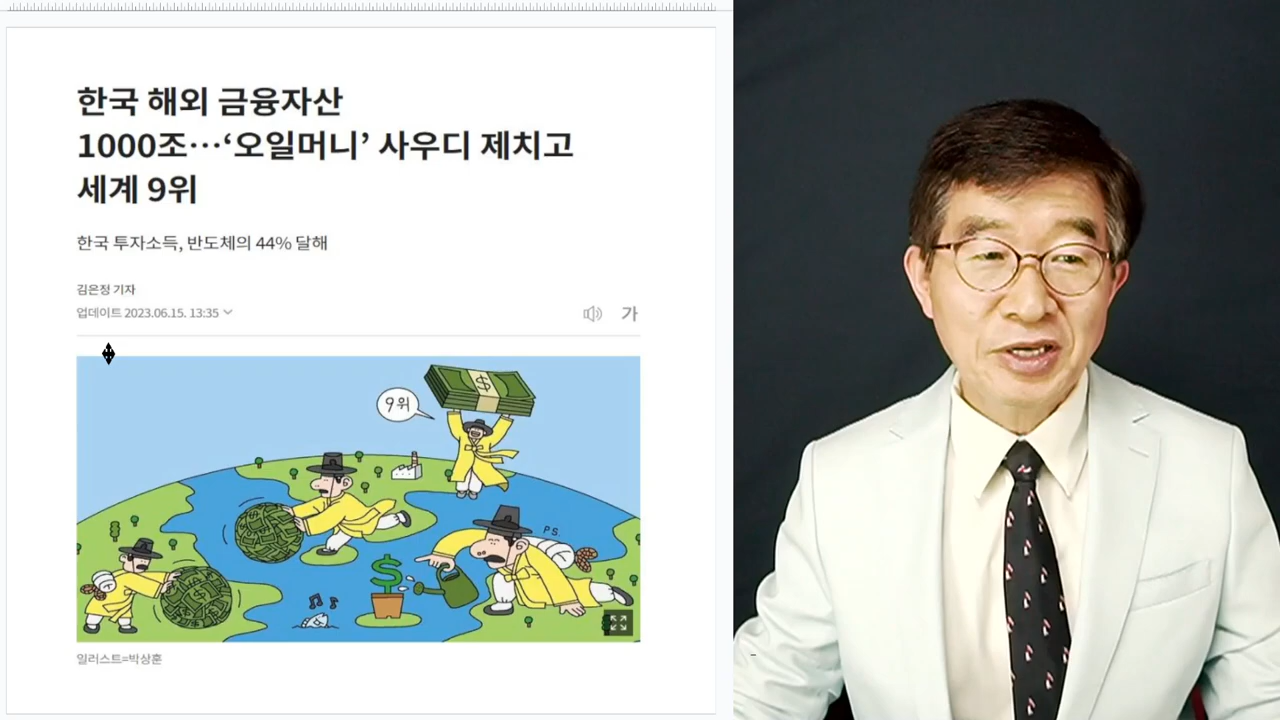 한국 해외 금융자산
1000조…‘오일머니’ 사우디 제치고
세계 9위
한국 투자소득, 반도체의 44% 달해
김은정 기자
업데이트 2023.06.15. 13:35
가
9위
P.S.
일러스트=박상훈